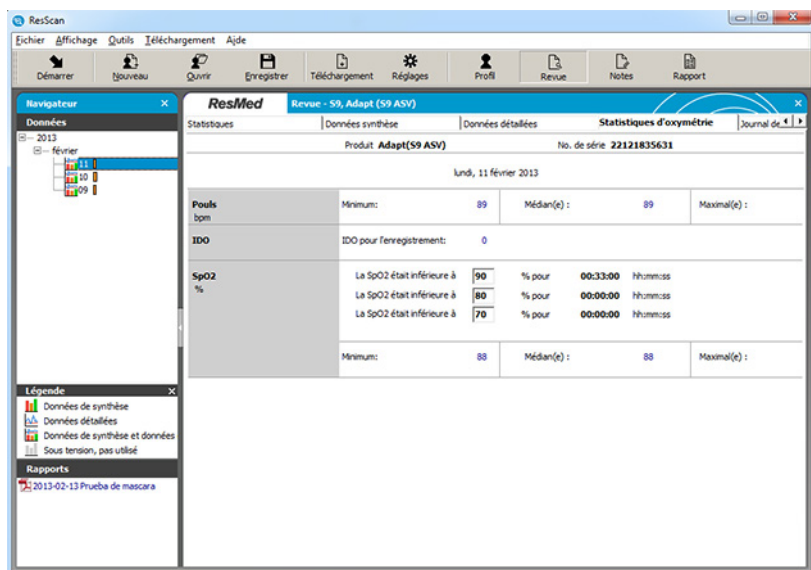 ResScan
Fichier Affichage Outils Téléchargement Ajde
Démarrer Nouveau Ouvrir Enregistrer Téléchargement Réglages Profil Revue Notes Rapport
Navigateur
ResMed Revue - S9, Adapt (S9 ASV)
Données
Statistiques Données synthèse Données détaillées Statistiques d'oxymétrie Journal de
2013
février
11
10
09
Produit Adapt(S9 ASV) No. de série 22121835631
lundi, 11 février 2013
Pouls Minimum: 89 Médian(e) : 89 Maximal(e) :
bpm
IDO IDO pour l'enregistrement: 0
SpO2 La SpO2 était inférieure à 90 % pour 00:33:00 hh:mm:ss
% La SpO2 était inférieure à 80 % pour 00:00:00 hh:mm:ss
La SpO2 était inférieure à 70 % pour 00:00:00 hh:mm:ss
Minimum: 88 Médian(e) : 88 Maximal(e) :
Légende
Données de synthèse
Données détaillées
Données de synthèse et données
Sous tension, pas utilisé
Rapports
2013-02-13 Prueba de mascara